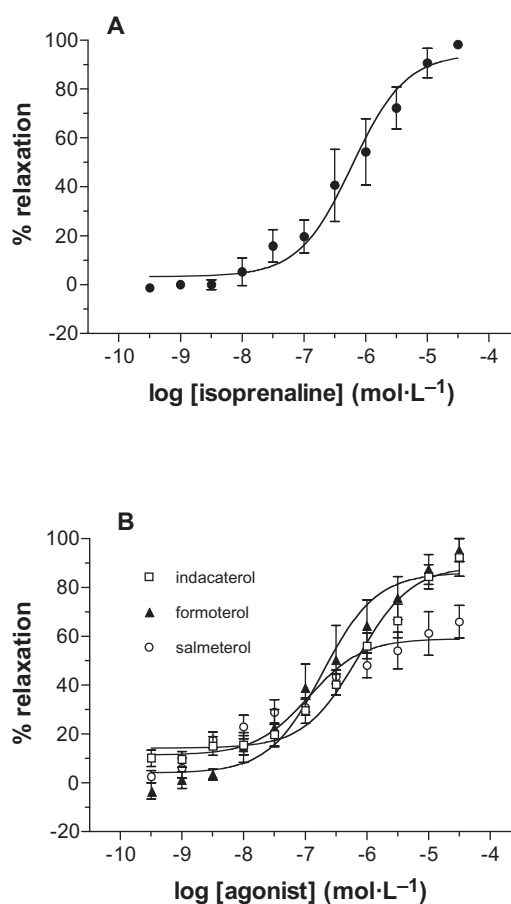 A
100
80
60
40
20
0
-20
% relaxation
-10 -9 -8 -7 -6 -5 -4
log [isoprenaline] (mol·L–1)
B
100
80
60
40
20
0
-20
% relaxation
indacaterol
formoterol
salmeterol
-10 -9 -8 -7 -6 -5 -4
log [agonist] (mol·L–1)